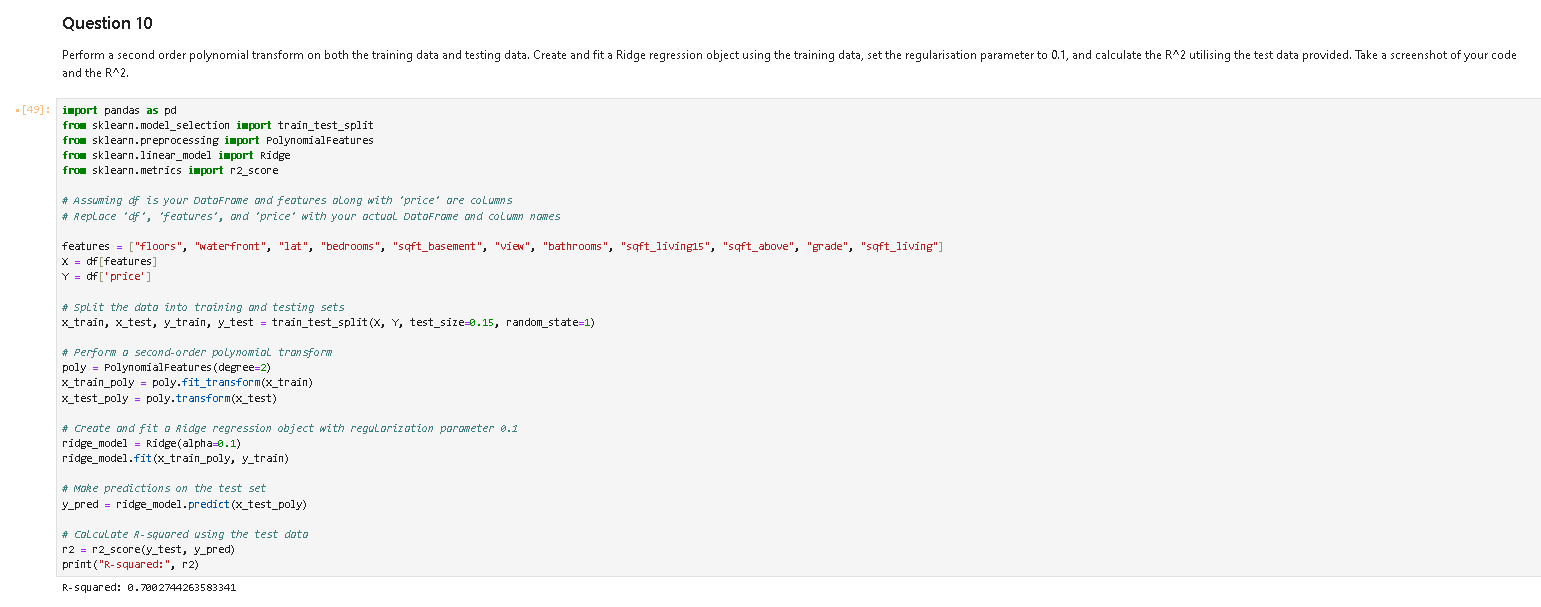 Question 10
Perform a second order polynomial transform on both the training data and testing data. Create and fit a Ridge regression object using the training data, set the regularisation parameter to 0.1, and calculate the R^2 utilising the test data provided. Take a screenshot of your code
and the R^2.
•[49]: import pandas as pd
from sklearn.model_selection import train_test_split
from sklearn.preprocessing import PolynomialFeatures
from sklearn.linear_model import Ridge
from sklearn.metrics import r2_score
# Assuming df is your DataFrame and features along with 'price' are columns
# Replace 'df', 'features', and 'price' with your actual DataFrame and column names
features = ["floors", "waterfront", "lat", "bedrooms", "sqft_basement", "view", "bathrooms", "sqft_living15", "sqft_above", "grade", "sqft_living"]
X = df[features]
Y = df['price']
# Split the data into training and testing sets
x_train, x_test, y_train, y_test = train_test_split(X, Y, test_size=0.15, random_state=1)
# Perform a second-order polynomial transform
poly = PolynomialFeatures(degree=2)
x_train_poly = poly.fit_transform(x_train)
x_test_poly = poly.transform(x_test)
# Create and fit a Ridge regression object with regularization parameter 0.1
ridge_model = Ridge(alpha=0.1)
ridge_model.fit(x_train_poly, y_train)
# Make predictions on the test set
y_pred = ridge_model.predict(x_test_poly)
# Calculate R-squared using the test data
r2 = r2_score(y_test, y_pred)
print("R-squared:", r2)
R-squared: 0.7002744263583341